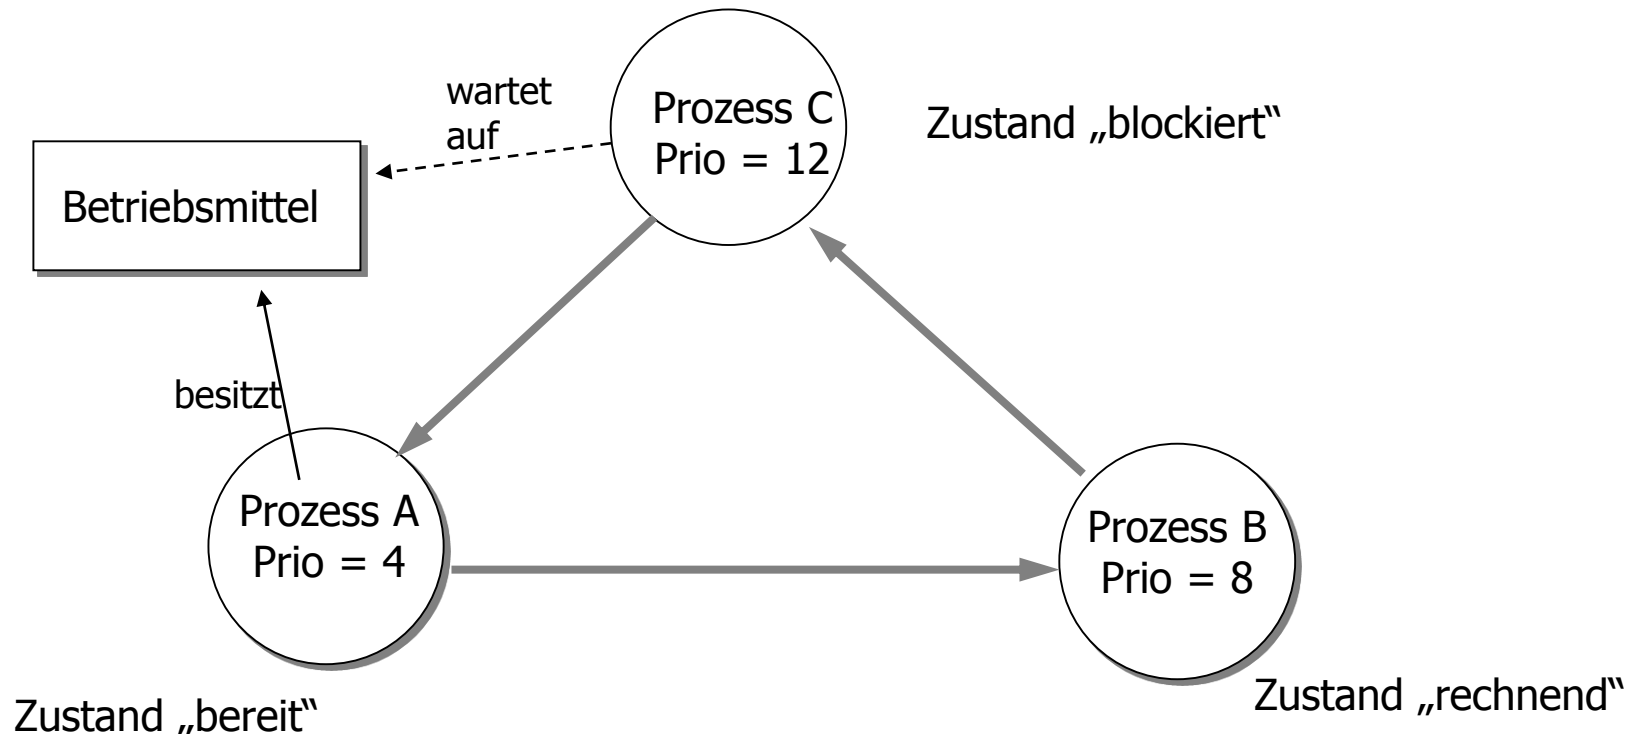 wartet
auf
Prozess C
Prio = 12
Zustand „blockiert“
Betriebsmittel
besitzt
Prozess A
Prio = 4
Prozess B
Prio = 8
Zustand „bereit“
Zustand „rechnend“